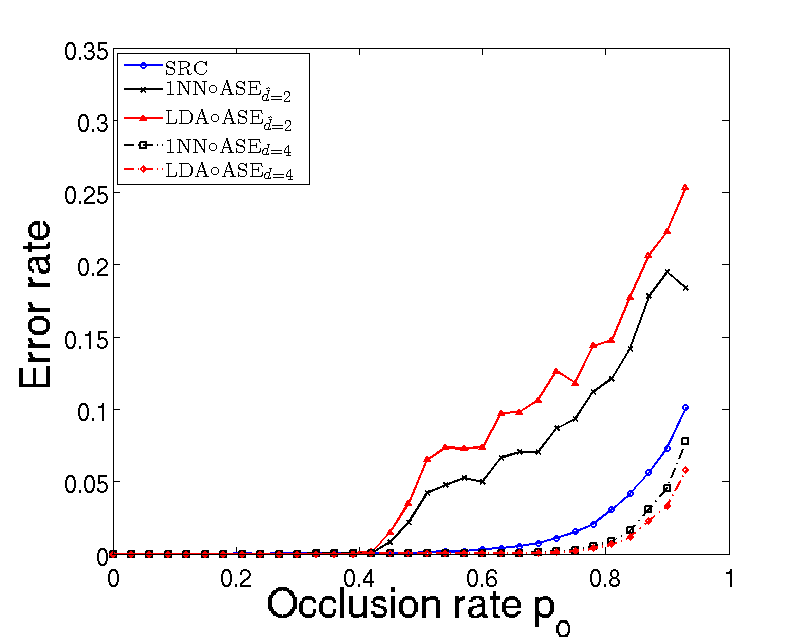 0.35
0.3
0.25
0.2
0.15
0.1
0.05
0
Error rate
SRC
1NN∘ASE_{d̂=2}
LDA∘ASE_{d̂=2}
1NN∘ASE_{d=4}
LDA∘ASE_{d=4}
0 0.2 0.4 0.6 0.8 1
Occlusion rate p_o